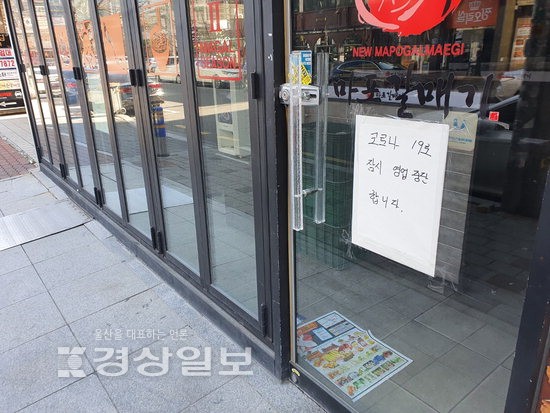 NEW MAPOGALMAEGI
마포갈매기
코로나 19로
잠시 영업 중단
합니다.
울산을 대표하는 언론
경상일보